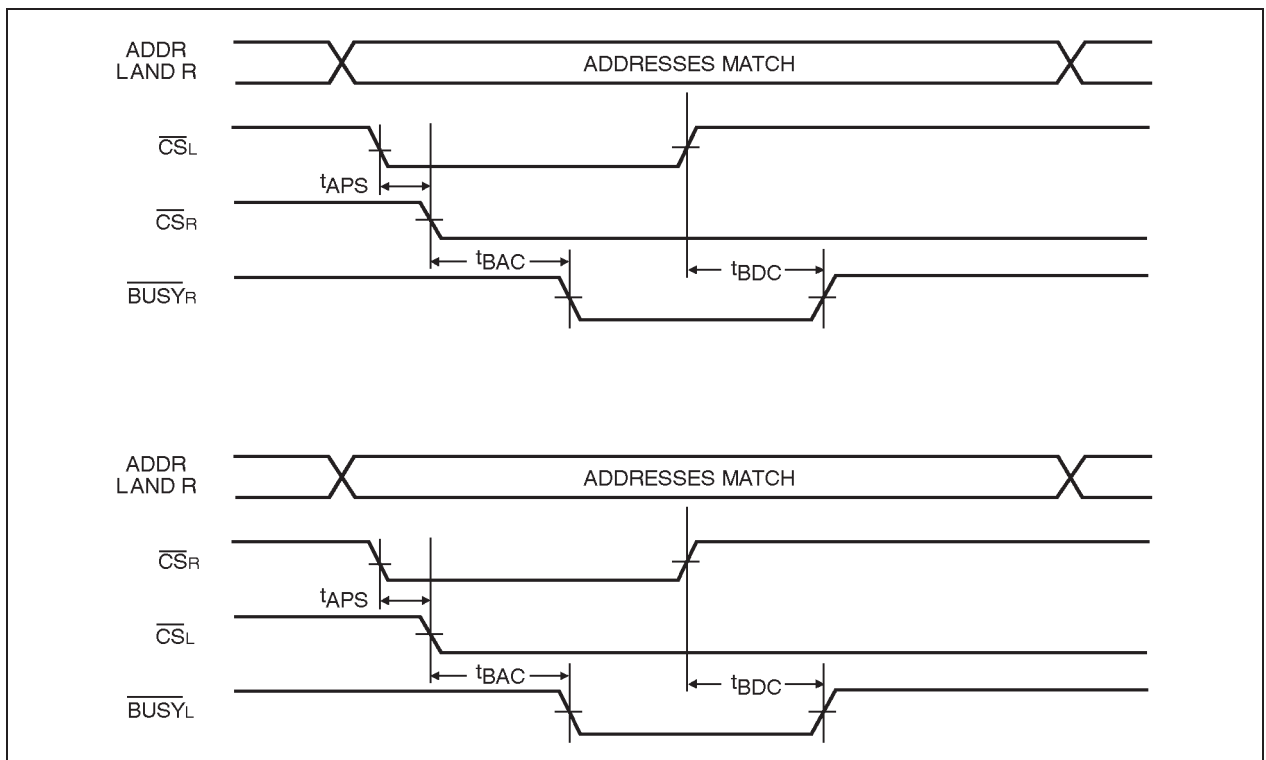 ADDR
LAND R
ADDRESSES MATCH
CSL
tAPS
CSR
tBAC
tBDC
BUSYR
ADDR
LAND R
ADDRESSES MATCH
CSR
tAPS
CSL
tBAC
tBDC
BUSYL